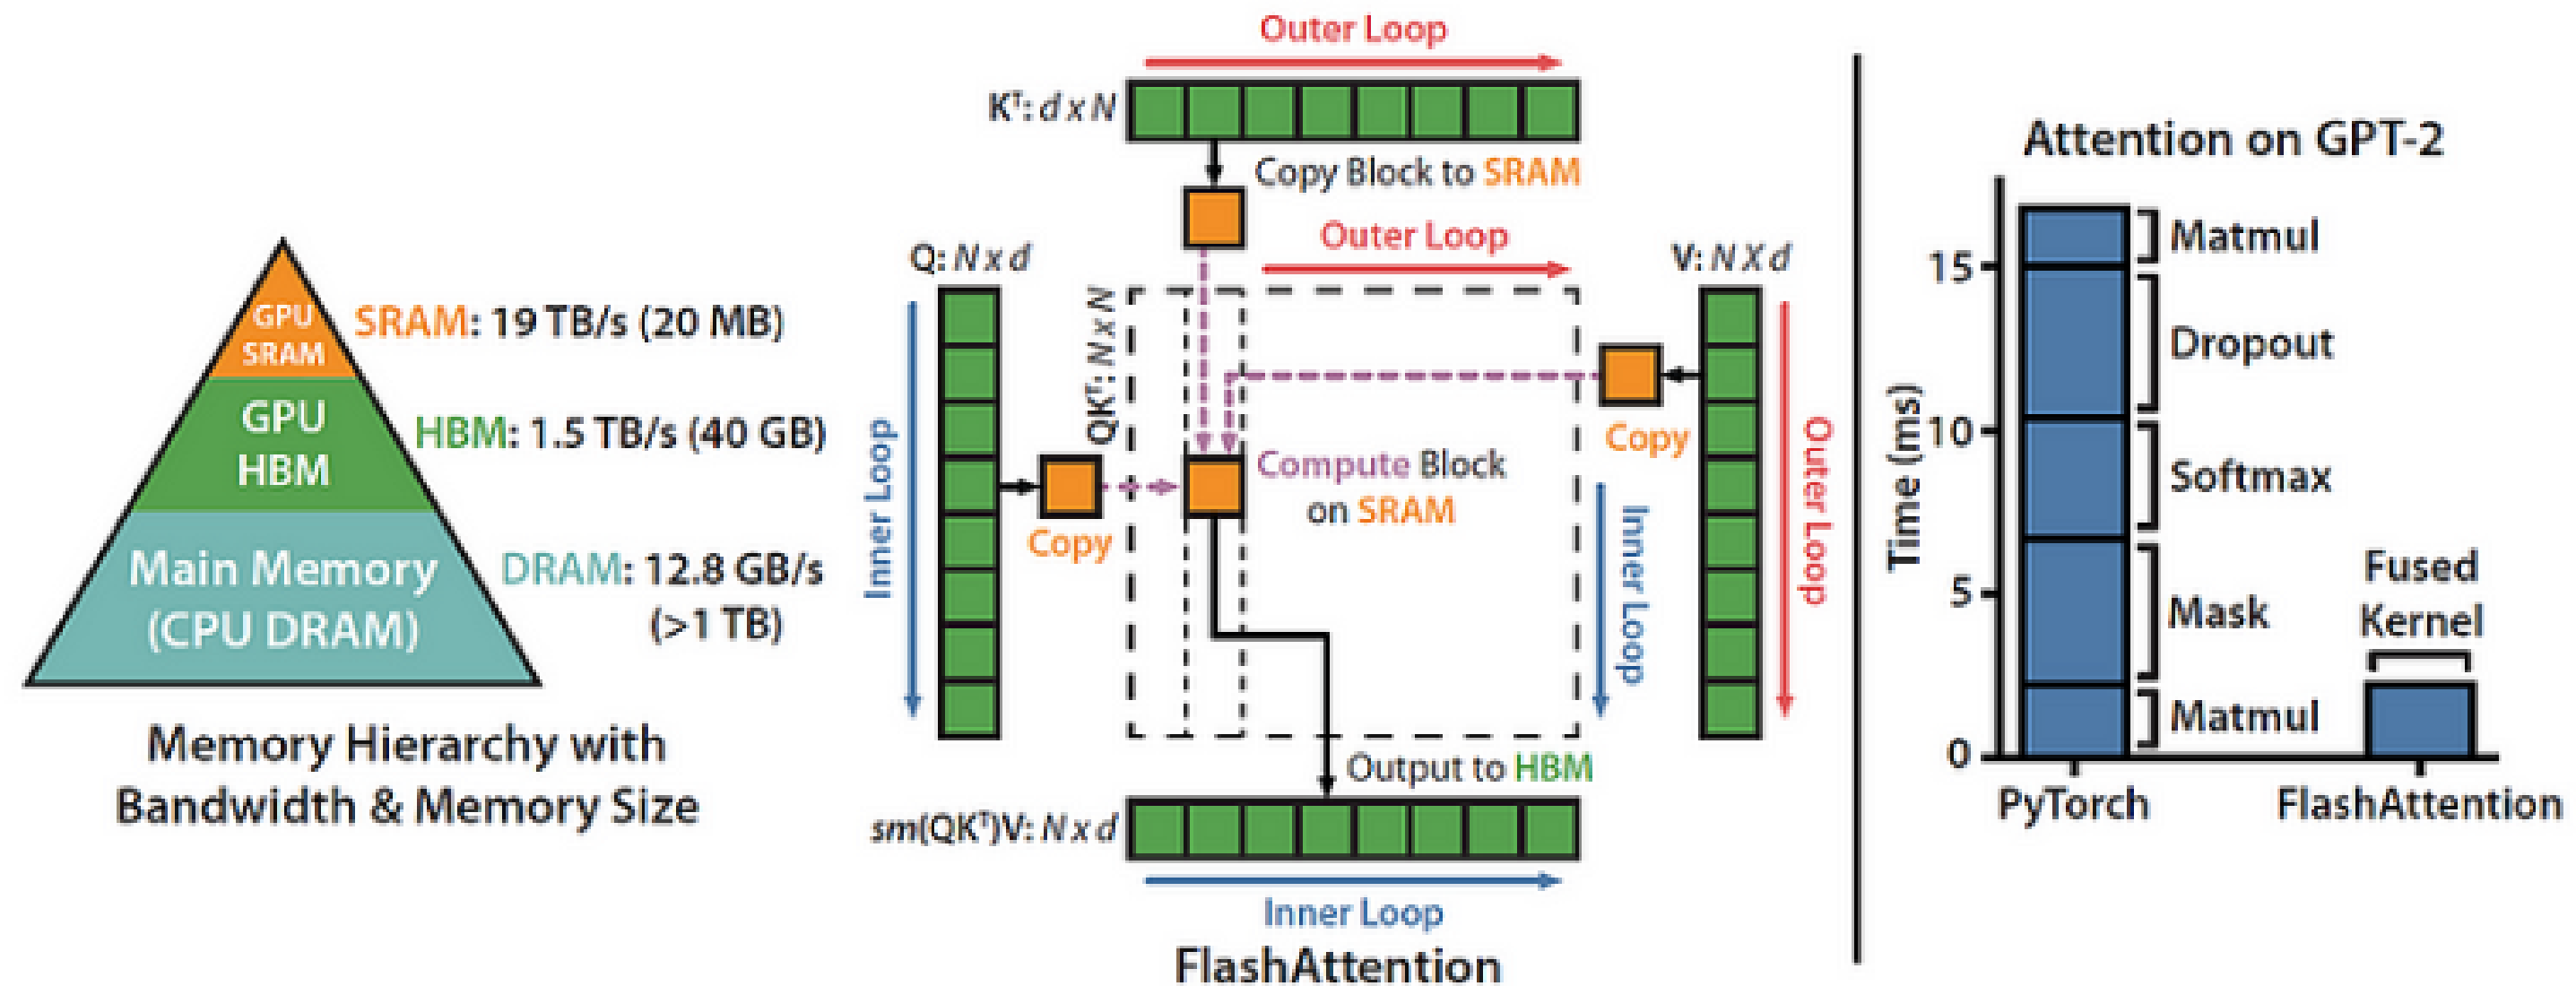 GPU
SRAM
SRAM: 19 TB/s (20 MB)
GPU
HBM
HBM: 1.5 TB/s (40 GB)
Main Memory
(CPU DRAM)
DRAM: 12.8 GB/s
(>1 TB)
Memory Hierarchy with
Bandwidth & Memory Size
Outer Loop
Kᵀ: d x N
Copy Block to SRAM
Outer Loop
Q: N x d
V: N X d
QKᵀ: N x N
Inner Loop
Copy
Compute Block
on SRAM
Copy
Outer Loop
Inner Loop
Output to HBM
sm(QKᵀ)V: N x d
Inner Loop
FlashAttention
Attention on GPT-2
Time (ms)
15
10
5
0
Matmul
Dropout
Softmax
Mask
Matmul
Fused
Kernel
PyTorch
FlashAttention